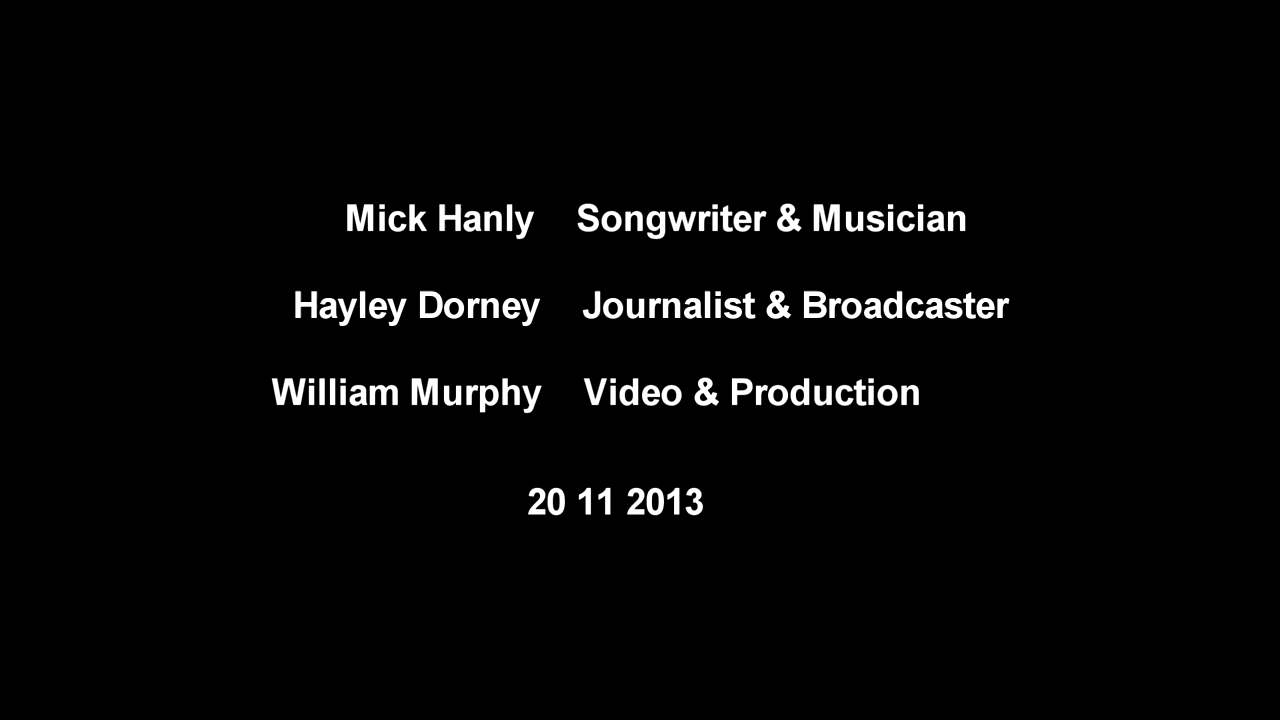 Mick Hanly Songwriter & Musician
Hayley Dorney Journalist & Broadcaster
William Murphy Video & Production
20 11 2013